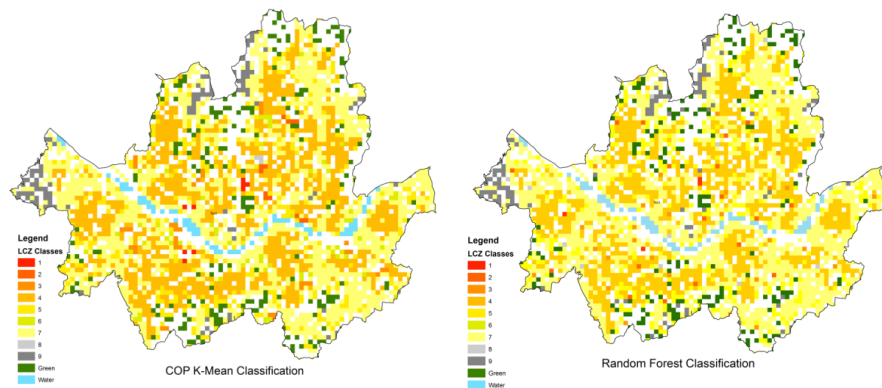 Legend
LCZ Classes
1
2
3
4
5
6
7
8
9
Green
Water
COP K-Mean Classification
Legend
LCZ Classes
1
2
3
4
5
6
7
8
9
Green
Water
Random Forest Classification